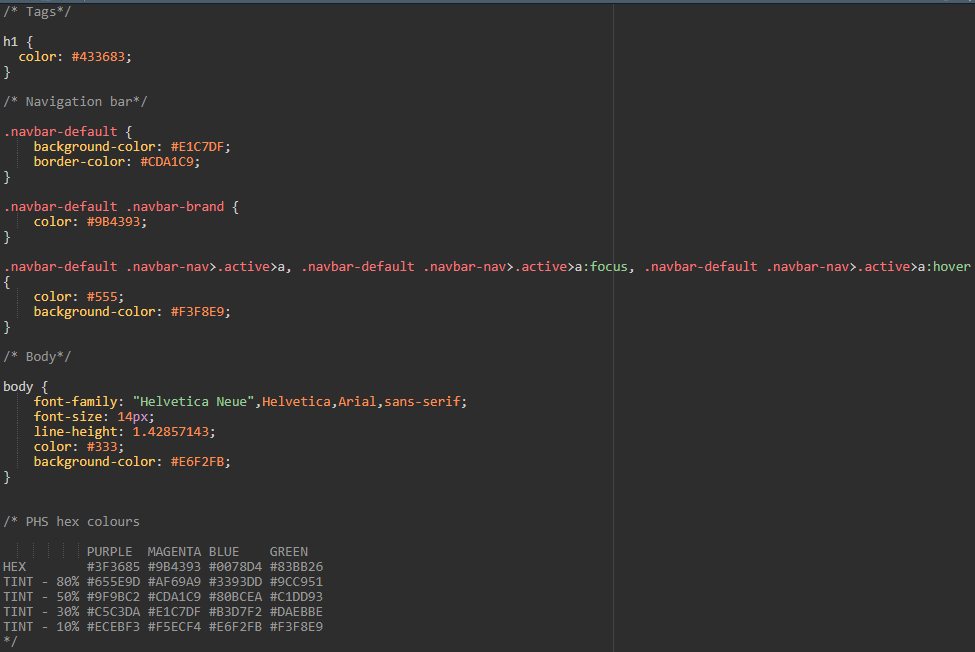 /* Tags*/
h1 {
color: #433683;
}
/* Navigation bar*/
.navbar-default {
background-color: #E1C7DF;
border-color: #CDA1C9;
}
.navbar-default .navbar-brand {
color: #9B4393;
}
.navbar-default .navbar-nav>.active>a, .navbar-default .navbar-nav>.active>a:focus, .navbar-default .navbar-nav>.active>a:hover
{
color: #555;
background-color: #F3F8E9;
}
/* Body*/
body {
font-family: "Helvetica Neue",Helvetica,Arial,sans-serif;
font-size: 14px;
line-height: 1.42857143;
color: #333;
background-color: #E6F2FB;
}
/* PHS hex colours
PURPLE MAGENTA BLUE GREEN
HEX #3F3685 #9B4393 #0078D4 #83BB26
TINT - 80% #655E9D #AF69A9 #3393DD #9CC951
TINT - 50% #9F9BC2 #CDA1C9 #80BCEA #C1DD93
TINT - 30% #C5C3DA #E1C7DF #B3D7F2 #DAEBBE
TINT - 10% #ECEBF3 #F5ECF4 #E6F2FB #F3F8E9
*/